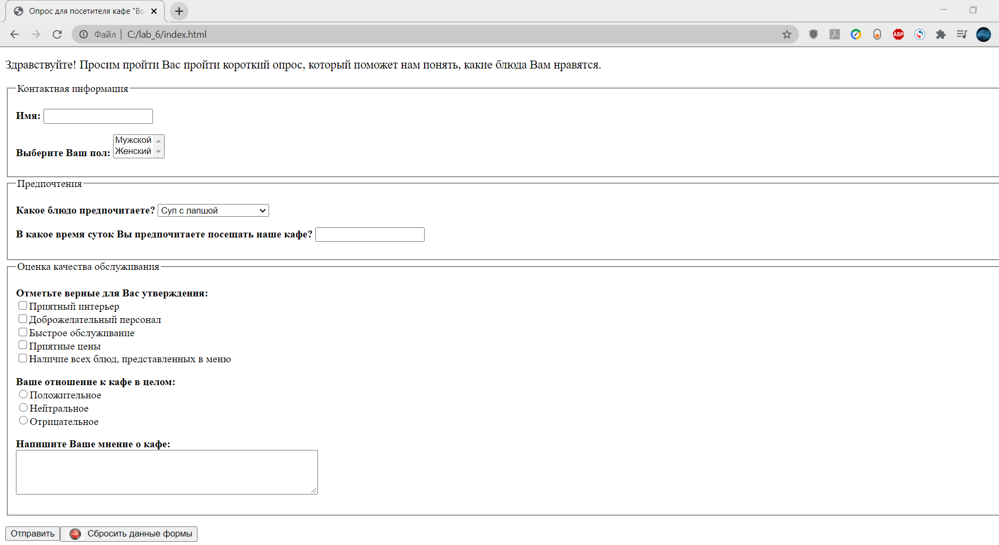 Опрос для посетителя кафе "Во
Файл | C:/lab_6/index.html
ABP
Здравствуйте! Просим пройти Вас пройти короткий опрос, который поможет нам понять, какие блюда Вам нравятся.
Контактная информация
Имя:
Выберите Ваш пол:
Мужской
Женский
Предпочтения
Какое блюдо предпочитаете? Суп с лапшой
В какое время суток Вы предпочитаете посещать наше кафе?
Оценка качества обслуживания
Отметьте верные для Вас утверждения:
Приятный интерьер
Доброжелательный персонал
Быстрое обслуживание
Приятные цены
Наличие всех блюд, представленных в меню
Ваше отношение к кафе в целом:
Положительное
Нейтральное
Отрицательное
Напишите Ваше мнение о кафе:
Отправить Сбросить данные формы